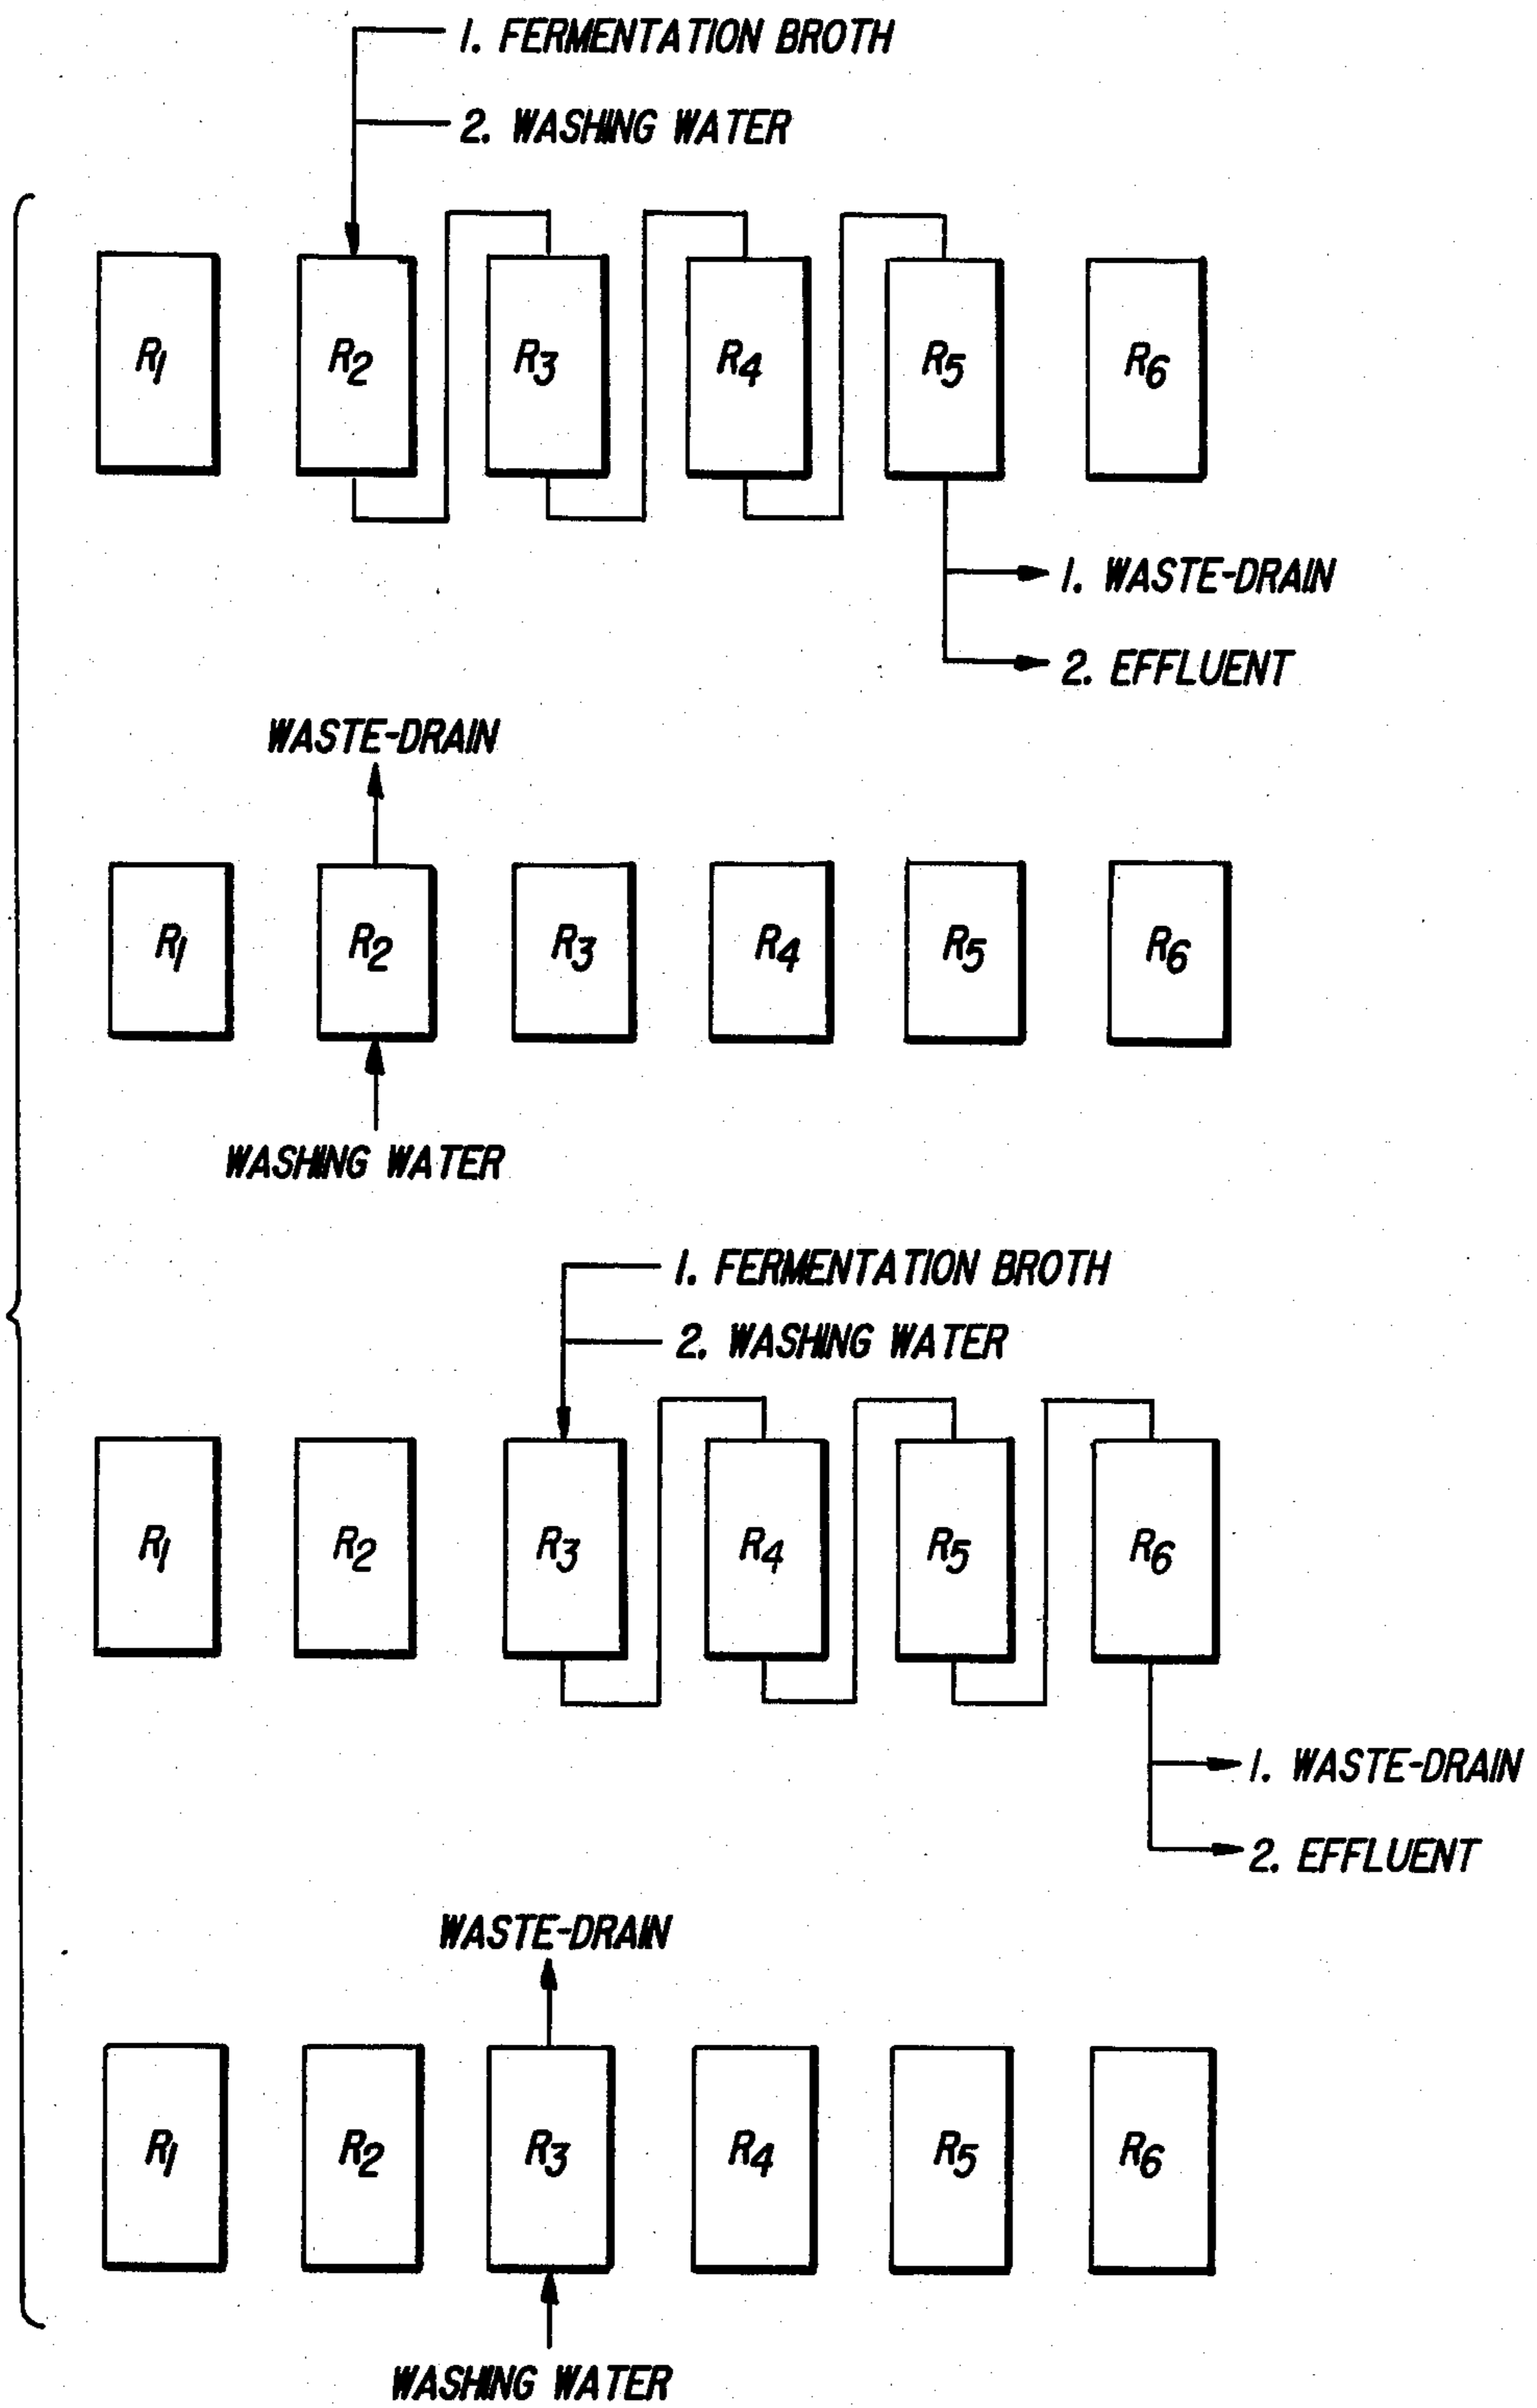 1. FERMENTATION BROTH
2. WASHING WATER
R1 R2 R3 R4 R5 R6
1. WASTE-DRAIN
2. EFFLUENT
WASTE-DRAIN
R1 R2 R3 R4 R5 R6
WASHING WATER
1. FERMENTATION BROTH
2. WASHING WATER
R1 R2 R3 R4 R5 R6
1. WASTE-DRAIN
2. EFFLUENT
WASTE-DRAIN
R1 R2 R3 R4 R5 R6
WASHING WATER